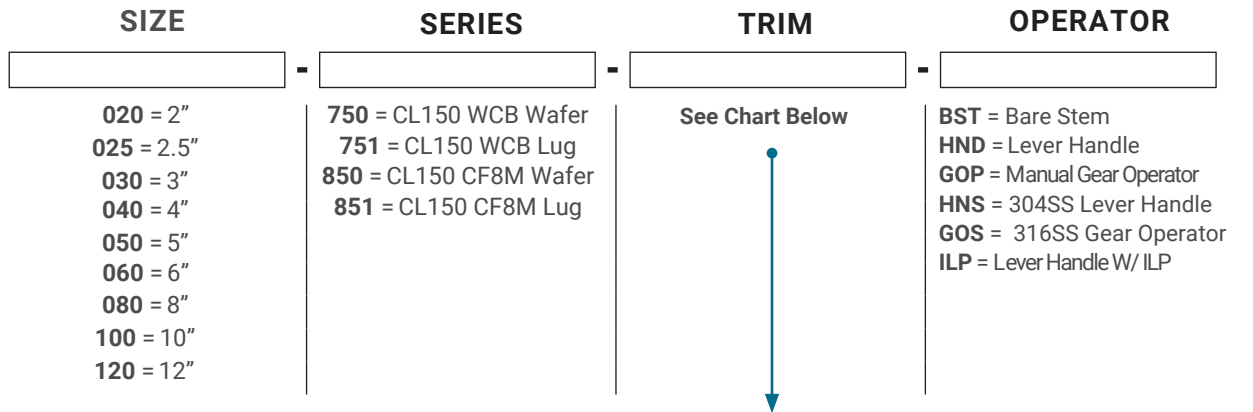 SIZE
020 = 2”
025 = 2.5”
030 = 3”
040 = 4”
050 = 5”
060 = 6”
080 = 8”
100 = 10”
120 = 12”
-
SERIES
750 = CL150 WCB Wafer
751 = CL150 WCB Lug
850 = CL150 CF8M Wafer
851 = CL150 CF8M Lug
-
TRIM
See Chart Below
-
OPERATOR
BST = Bare Stem
HND = Lever Handle
GOP = Manual Gear Operator
HNS = 304SS Lever Handle
GOS = 316SS Gear Operator
ILP = Lever Handle W/ ILP